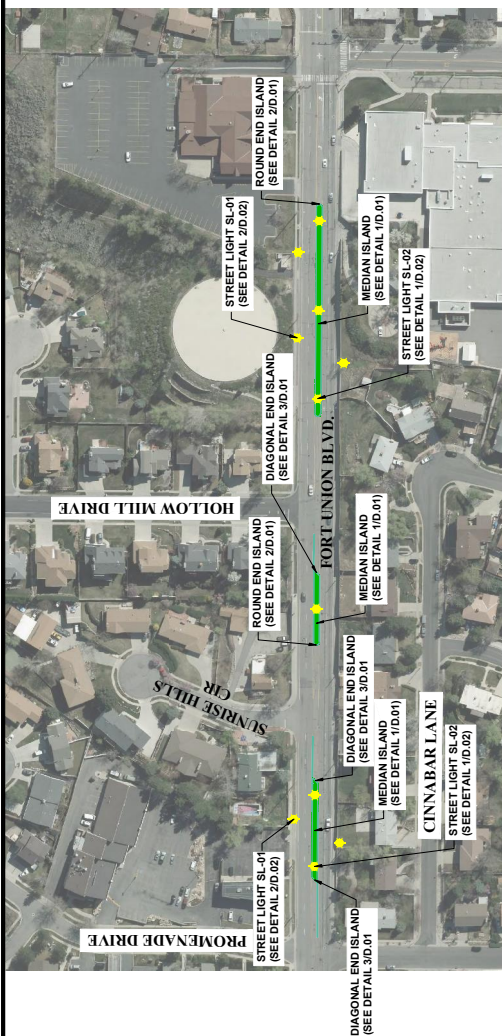 PROMENADE DRIVE
STREET LIGHT SL-01
(SEE DETAIL 2/D.02)
DIAGONAL END ISLAND
(SEE DETAIL 3/D.01
SUNRISE HILLS
CIR
DIAGONAL END ISLAND
(SEE DETAIL 3/D.01
MEDIAN ISLAND
(SEE DETAIL 1/D.01)
CINNABAR LANE
STREET LIGHT SL-02
(SEE DETAIL 1/D.02)
HOLLOW MILL DRIVE
ROUND END ISLAND
(SEE DETAIL 2/D.01)
DIAGONAL END ISLAND
(SEE DETAIL 3/D.01
MEDIAN ISLAND
(SEE DETAIL 1/D.01)
FORT UNION BLVD.
STREET LIGHT SL-01
(SEE DETAIL 2/D.02)
ROUND END ISLAND
(SEE DETAIL 2/D.01)
MEDIAN ISLAND
(SEE DETAIL 1/D.01)
STREET LIGHT SL-02
(SEE DETAIL 1/D.02)